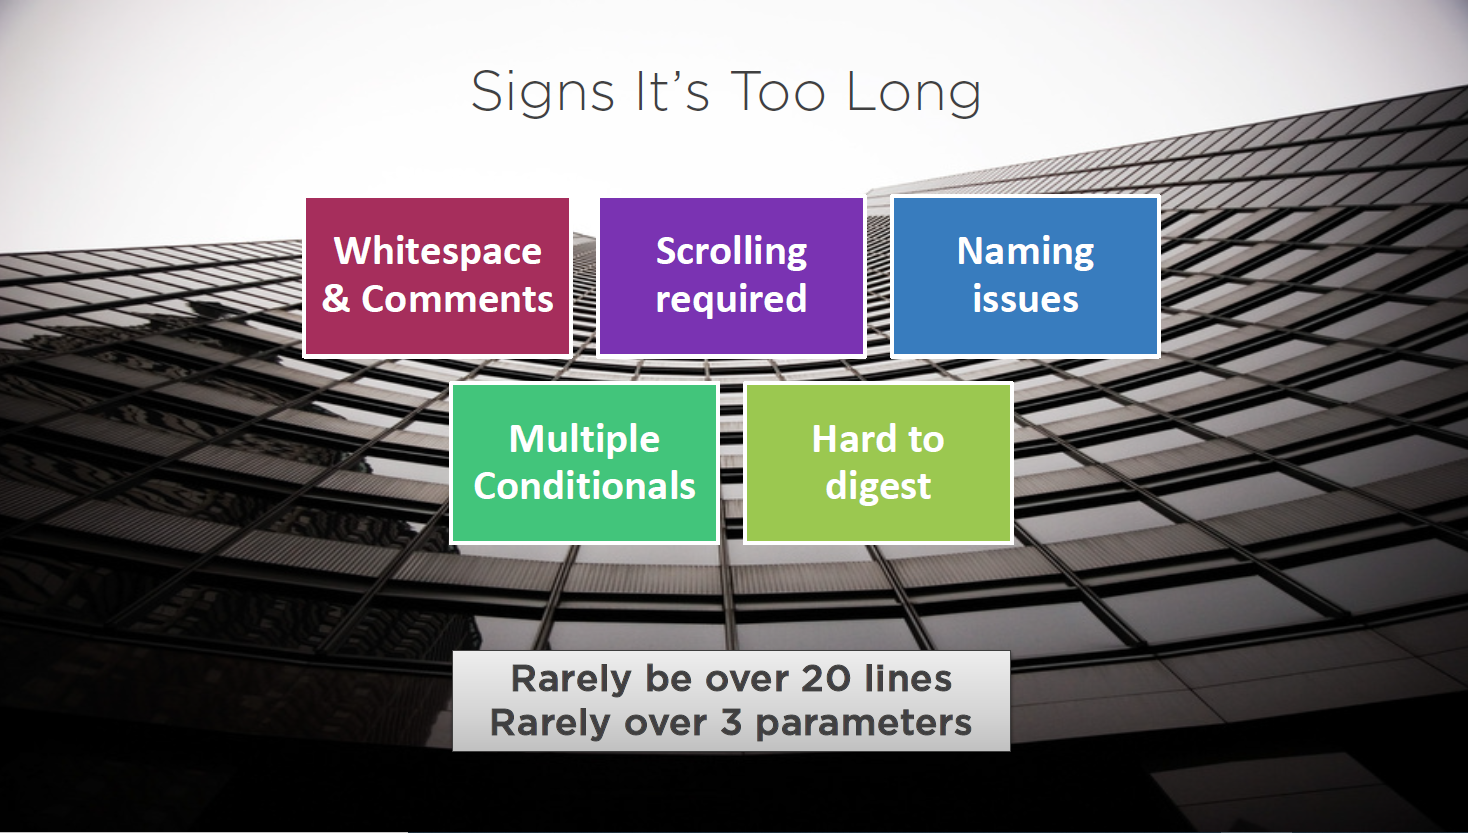 Signs It's Too Long
Whitespace
& Comments
Scrolling
required
Naming
issues
Multiple
Conditionals
Hard to
digest
Rarely be over 20 lines
Rarely over 3 parameters